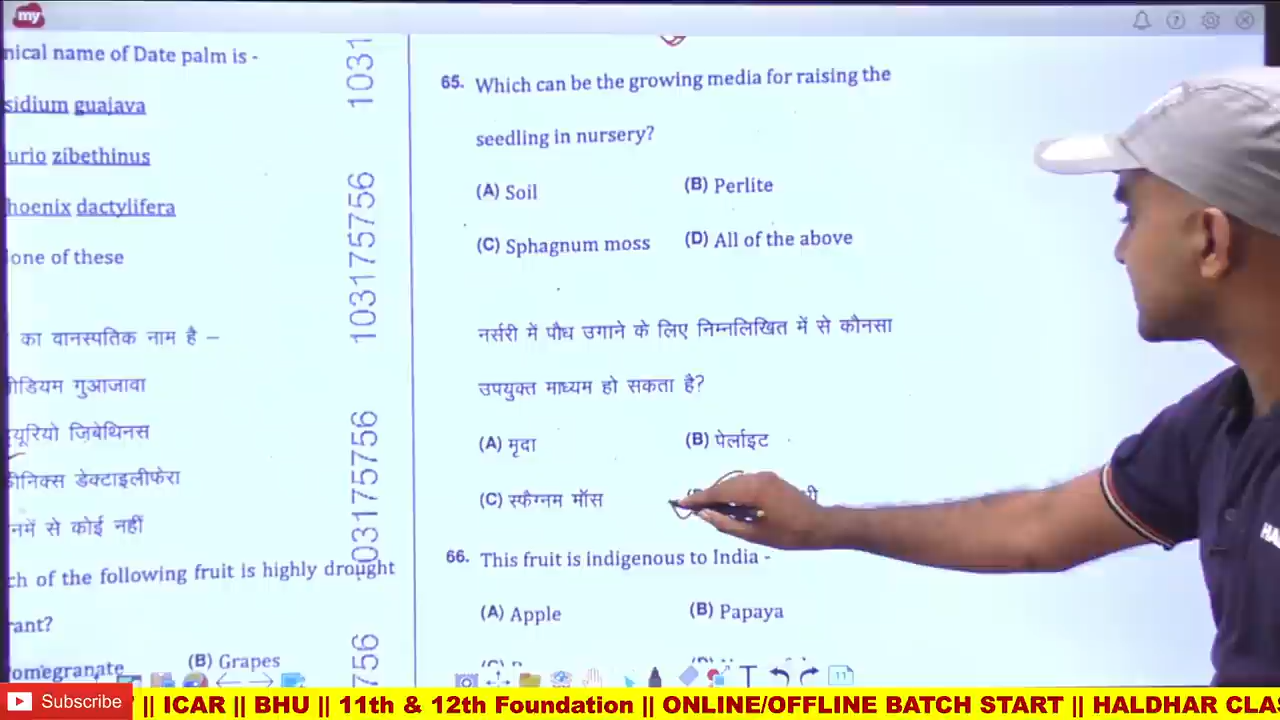 my
nical name of Date palm is -
sidium guajava
urio zibethinus
hoenix dactylifera
one of these
का वानस्पतिक नाम है –
ीडियम गुआजावा
यूरियो ज़िबेथिनस
ीनिक्स डेक्टाइलीफेरा
नमें से कोई नहीं
ch of the following fruit is highly drought
rant?
omegranate
(B) Grapes
1031
103175756
103175756
756
65. Which can be the growing media for raising the
seedling in nursery?
(A) Soil
(B) Perlite
(C) Sphagnum moss
(D) All of the above
नर्सरी में पौध उगाने के लिए निम्नलिखित में से कौनसा
उपयुक्त माध्यम हो सकता है?
(A) मृदा
(B) पेर्लाइट
(C) स्फैग्नम मॉस
66. This fruit is indigenous to India -
(A) Apple
(B) Papaya
T
11
HA
Subscribe
|| ICAR || BHU || 11th & 12th Foundation || ONLINE/OFFLINE BATCH START || HALDHAR CLAS